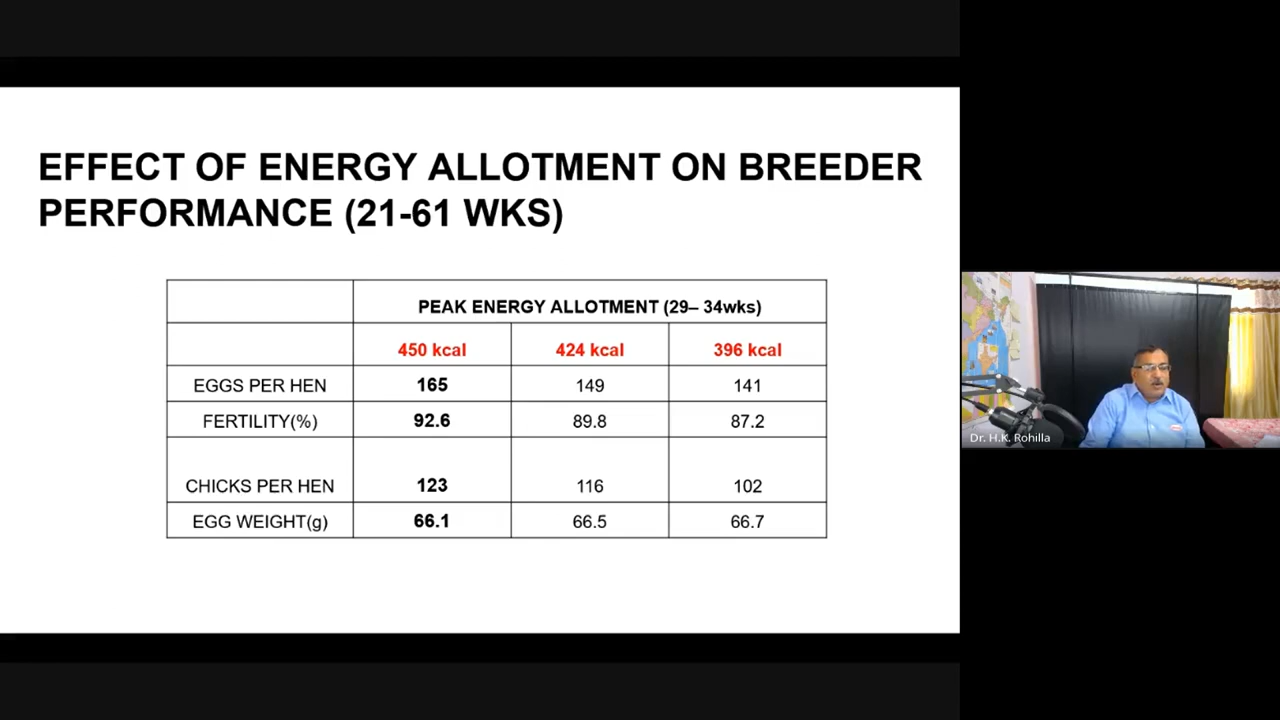 EFFECT OF ENERGY ALLOTMENT ON BREEDER
PERFORMANCE (21-61 WKS)
PEAK ENERGY ALLOTMENT (29– 34wks)
450 kcal 424 kcal 396 kcal
EGGS PER HEN 165 149 141
FERTILITY(%) 92.6 89.8 87.2
CHICKS PER HEN 123 116 102
EGG WEIGHT(g) 66.1 66.5 66.7
Dr. H.K. Rohilla